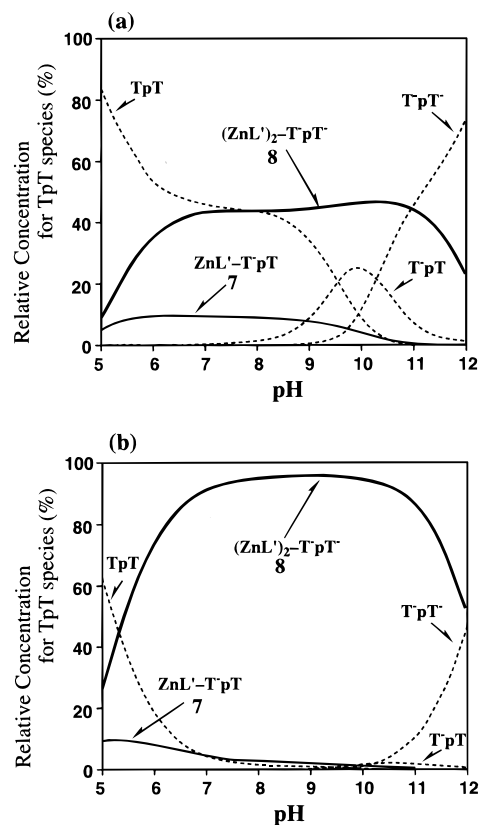 (a)
Relative Concentration
for TpT species (%)
100
80
60
40
20
0
TpT
(ZnL')₂–T⁻pT⁻
8
T⁻pT⁻
ZnL'–T⁻pT
7
T⁻pT
5 6 7 8 9 10 11 12
pH
(b)
Relative Concentration
for TpT species (%)
100
80
60
40
20
0
TpT
(ZnL')₂–T⁻pT⁻
8
T⁻pT⁻
ZnL'–T⁻pT
7
T⁻pT
5 6 7 8 9 10 11 12
pH